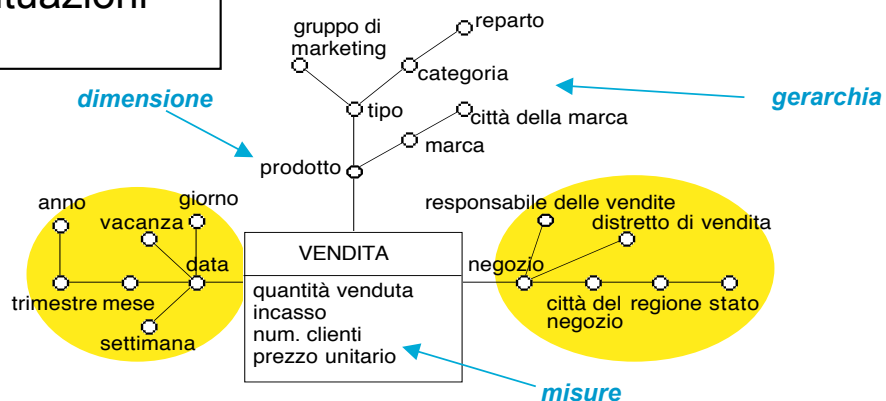 tuazioni
gruppo di
marketing
reparto
categoria
dimensione
gerarchia
tipo
città della marca
marca
prodotto
anno
giorno
vacanza
responsabile delle vendite
distretto di vendita
VENDITA
data
negozio
trimestre mese
settimana
quantità venduta
incasso
num. clienti
prezzo unitario
città del regione stato
negozio
misure